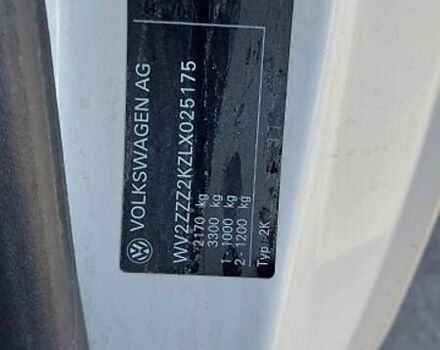 VOLKSWAGEN AG
WV2ZZZ2KZLX025175
2170 kg
3300 kg
1 - 1000 kg
2 - 1200 kg
Typ: 2K